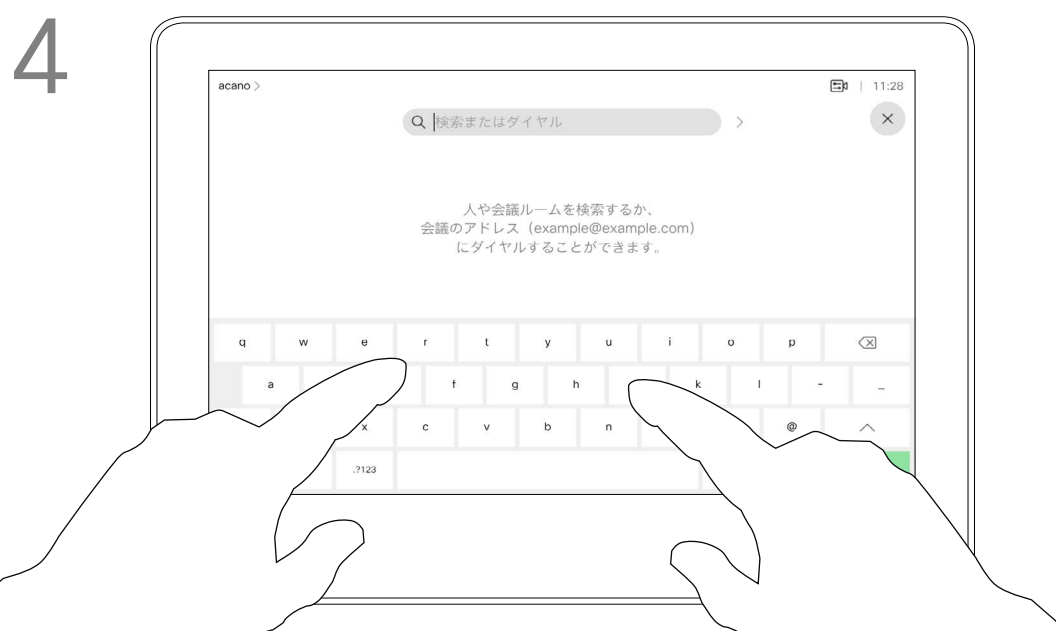 4
acano >
11:28
検索またはダイヤル
人や会議ルームを検索するか、
会議のアドレス（example@example.com）
にダイヤルすることができます。
q w e r t y u i o p
a f g h k l - _
x c v b n @
.?123